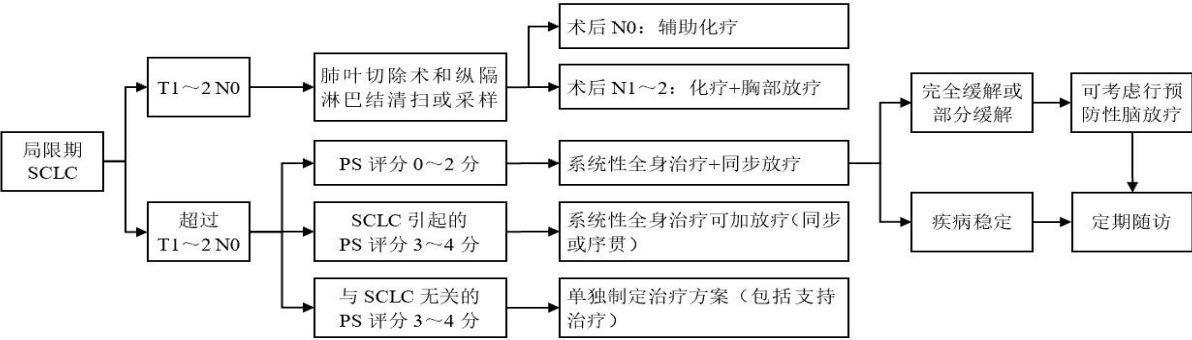 局限期
SCLC
T1～2 N0
肺叶切除术和纵隔
淋巴结清扫或采样
术后 N0：辅助化疗
术后 N1～2：化疗+胸部放疗
超过
T1～2 N0
PS 评分 0～2 分
系统性全身治疗+同步放疗
完全缓解或
部分缓解
可考虑行预
防性脑放疗
疾病稳定
定期随访
SCLC 引起的
PS 评分 3～4 分
系统性全身治疗可加放疗（同步
或序贯）
与 SCLC 无关的
PS 评分 3～4 分
单独制定治疗方案（包括支持
治疗）